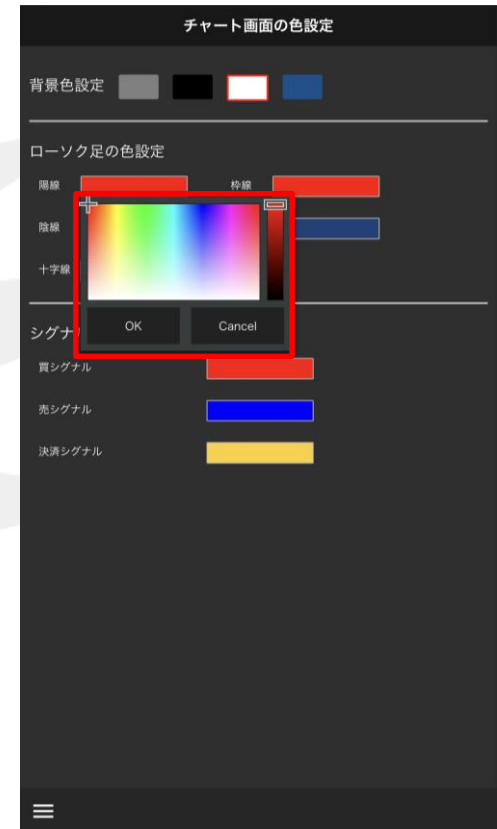 チャート画面の色設定
背景色設定
ローソク足の色設定
陽線 枠線
陰線
十字線
OK Cancel
シグナ
買シグナル
売シグナル
決済シグナル